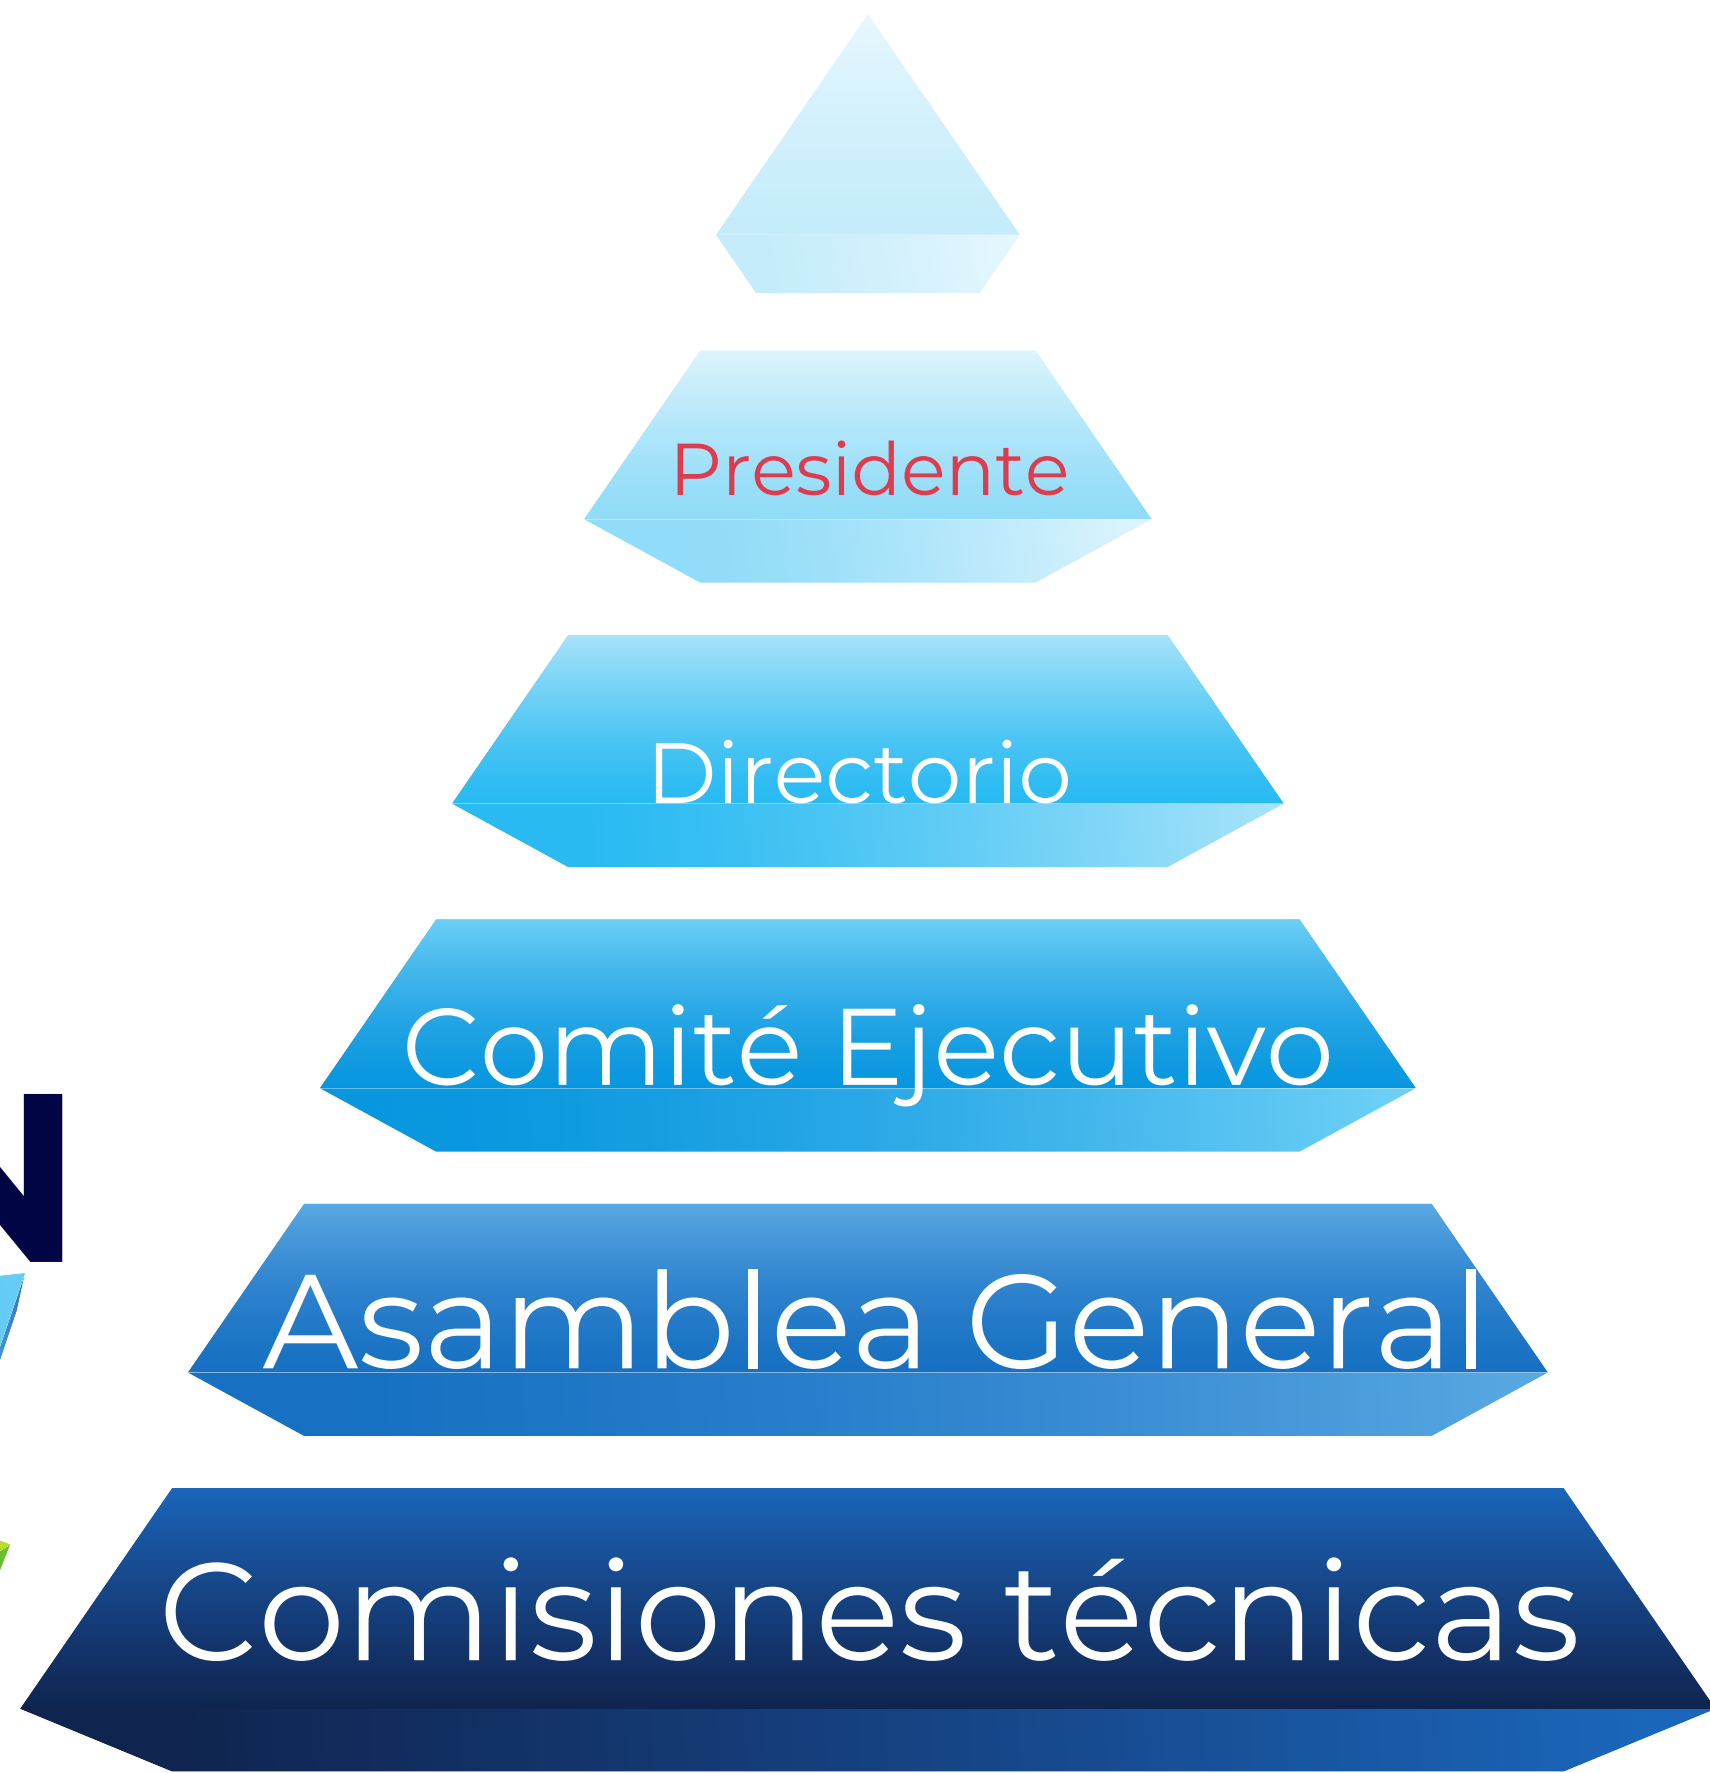 Presidente
Directorio
Comité Ejecutivo
N
Asamblea General
Comisiones técnicas